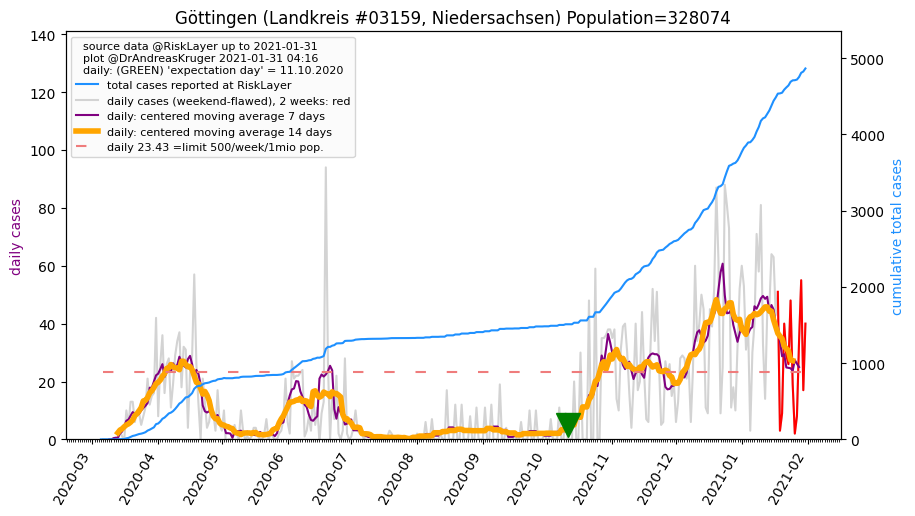 Göttingen (Landkreis #03159, Niedersachsen) Population=328074
source data @RiskLayer up to 2021-01-31
plot @DrAndreasKruger 2021-01-31 04:16
daily: (GREEN) 'expectation day' = 11.10.2020
total cases reported at RiskLayer
daily cases (weekend-flawed), 2 weeks: red
daily: centered moving average 7 days
daily: centered moving average 14 days
daily 23.43 =limit 500/week/1mio pop.
daily cases
140
120
100
80
60
40
20
0
cumulative total cases
5000
4000
3000
2000
1000
0
2020-03
2020-04
2020-05
2020-06
2020-07
2020-08
2020-09
2020-10
2020-11
2020-12
2021-01
2021-02